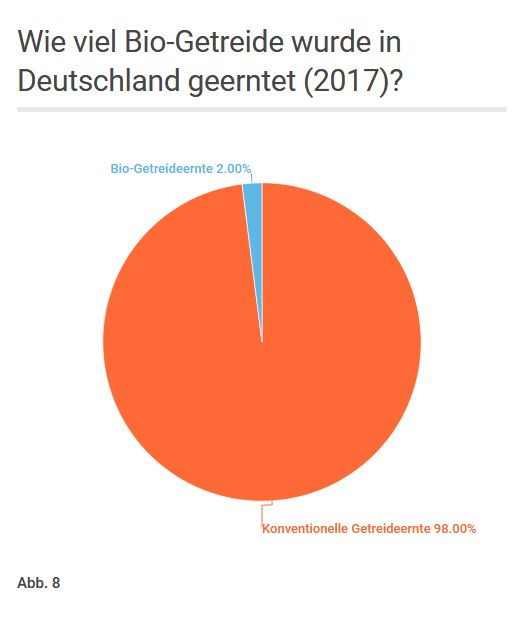 Wie viel Bio-Getreide wurde in
Deutschland geerntet (2017)?
Bio-Getreideernte 2.00%
Konventionelle Getreideernte 98.00%
Abb. 8